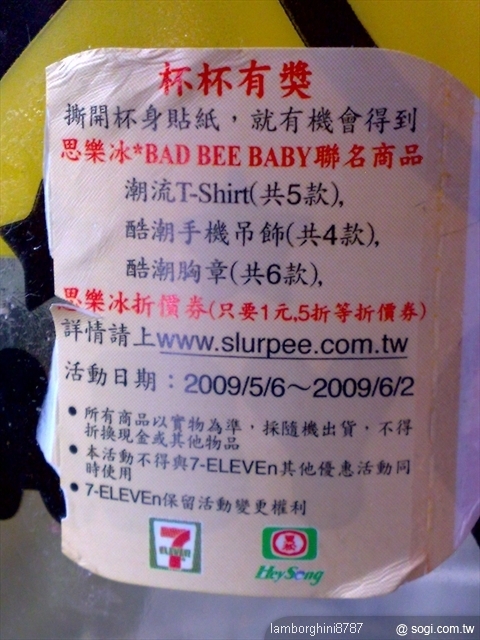 杯杯有獎
撕開杯身貼紙，就有機會得到
思樂冰*BAD BEE BABY聯名商品
潮流T-Shirt(共5款),
酷潮手機吊飾(共4款),
酷潮胸章(共6款),
思樂冰折價券(只要1元,5折等折價券)
詳情請上www.slurpee.com.tw
活動日期：2009/5/6～2009/6/2
● 所有商品以實物為準，採隨機出貨，不得
折換現金或其他物品
● 本活動不得與7-ELEVEn其他優惠活動同
時使用
● 7-ELEVEn保留活動變更權利
7 ELEVEn
黑松
HeySong
lamborghini8787 @ sogi.com.tw